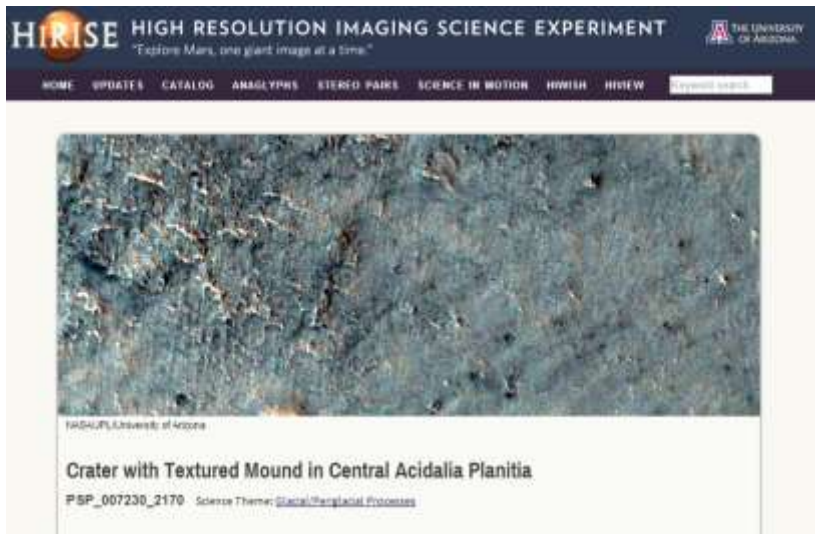 HiRISE HIGH RESOLUTION IMAGING SCIENCE EXPERIMENT
"Explore Mars, one giant image at a time."
THE UNIVERSITY
OF ARIZONA.
HOME UPDATES CATALOG ANAGLYPHS STEREO PAIRS SCIENCE IN MOTION HIWISH HIVIEW Keyword search
NASA/JPL/University of Arizona
Crater with Textured Mound in Central Acidalia Planitia
PSP_007230_2170 Science Theme: Glacial/Periglacial Processes